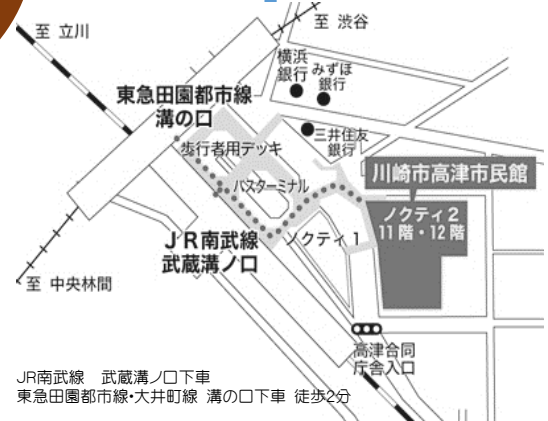 至 立川
至 渋谷
横浜
銀行
みずほ
銀行
東急田園都市線
溝の口
三井住友
銀行
歩行者用デッキ
川崎市高津市民館
バスターミナル
ノクティ2
11階・12階
JR南武線
武蔵溝ノ口
ノクティ1
至 中央林間
高津合同
庁舎入口
JR南武線 武蔵溝ノ口下車
東急田園都市線・大井町線 溝の口下車 徒歩2分